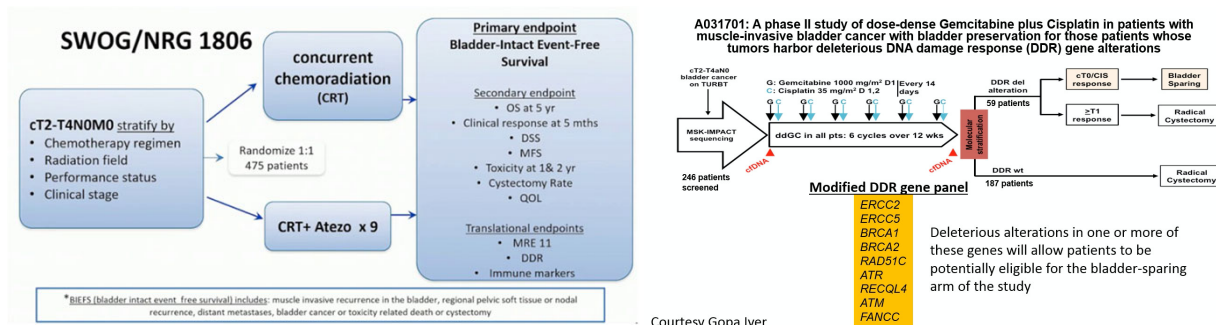 SWOG/NRG 1806
cT2-T4N0M0 stratify by
• Chemotherapy regimen
• Radiation field
• Performance status
• Clinical stage
concurrent
chemoradiation
(CRT)
Randomize 1:1
475 patients
CRT+ Atezo x 9
Primary endpoint
Bladder-Intact Event-Free
Survival
Secondary endpoint
• OS at 5 yr
• Clinical response at 5 mths
• DSS
• MFS
• Toxicity at 1& 2 yr
• Cystectomy Rate
• QOL
Translational endpoints
• MRE 11
• DDR
• Immune markers
*BIEFS (bladder intact event free survival) includes: muscle invasive recurrence in the bladder, regional pelvic soft tissue or nodal
recurrence, distant metastases, bladder cancer or toxicity related death or cystectomy
A031701: A phase II study of dose-dense Gemcitabine plus Cisplatin in patients with
muscle-invasive bladder cancer with bladder preservation for those patients whose
tumors harbor deleterious DNA damage response (DDR) gene alterations
cT2-T4aN0
bladder cancer
on TURBT
G: Gemcitabine 1000 mg/m² D1
C: Cisplatin 35 mg/m² D 1,2
Every 14
days
GC GC GC GC GC GC
MSK-IMPACT
sequencing
ddGC in all pts: 6 cycles over 12 wks
cfDNA
cfDNA
246 patients
screened
Molecular
stratification
DDR del
alteration
59 patients
cT0/CIS
response
Bladder
Sparing
≥T1
response
Radical
Cystectomy
DDR wt
187 patients
Radical
Cystectomy
Modified DDR gene panel
ERCC2
ERCC5
BRCA1
BRCA2
RAD51C
ATR
RECQL4
ATM
FANCC
Deleterious alterations in one or more of
these genes will allow patients to be
potentially eligible for the bladder-sparing
arm of the study
Courtesy Gopa Iyer